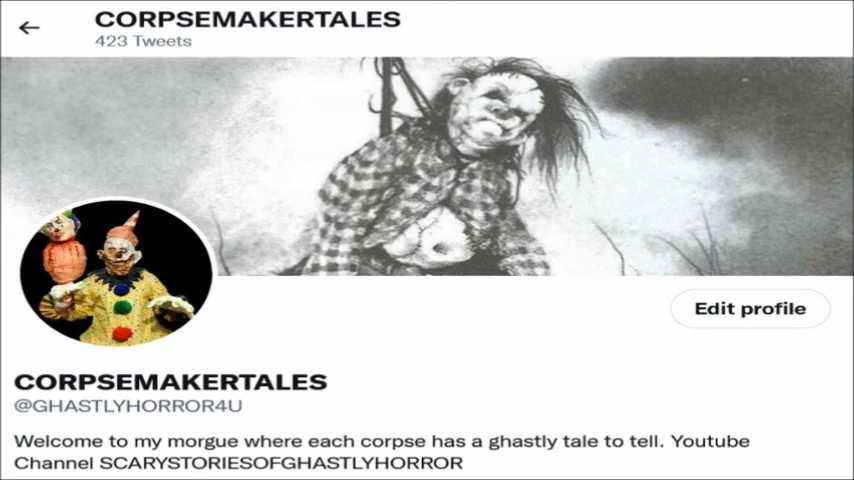 CORPSEMAKERTALES
423 Tweets
Edit profile
CORPSEMAKERTALES
@GHASTLYHORROR4U
Welcome to my morgue where each corpse has a ghastly tale to tell. Youtube
Channel SCARYSTORIESOFGHASTLYHORROR